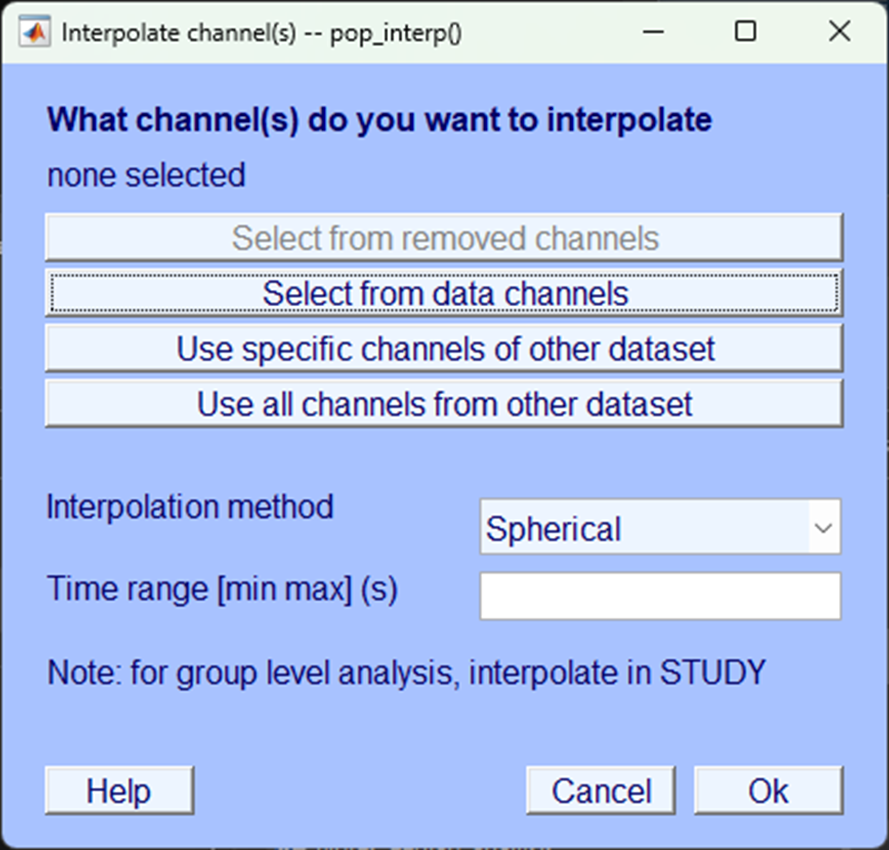 Interpolate channel(s) -- pop_interp()
What channel(s) do you want to interpolate
none selected
Select from removed channels
Select from data channels
Use specific channels of other dataset
Use all channels from other dataset
Interpolation method
Spherical
Time range [min max] (s)
Note: for group level analysis, interpolate in STUDY
Help
Cancel
Ok